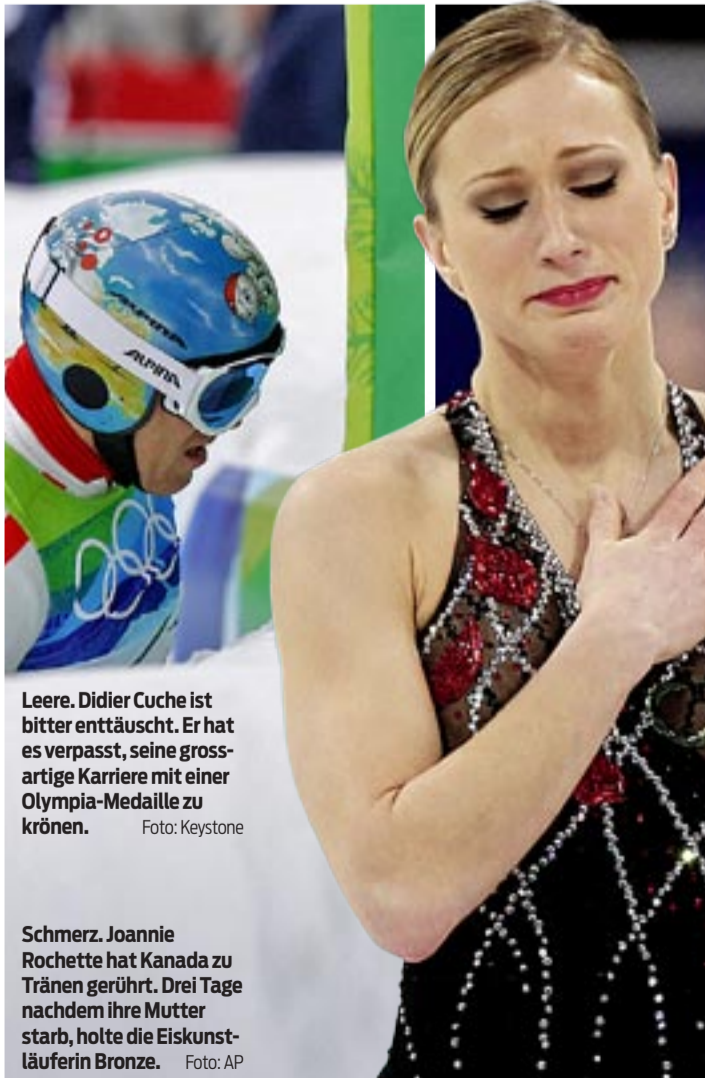 ALPINA
ALPINA
Leere. Didier Cuche ist
bitter enttäuscht. Er hat
es verpasst, seine gross-
artige Karriere mit einer
Olympia-Medaille zu
krönen. Foto: Keystone
Schmerz. Joannie
Rochette hat Kanada zu
Tränen gerührt. Drei Tage
nachdem ihre Mutter
starb, holte die Eiskunst-
läuferin Bronze. Foto: AP